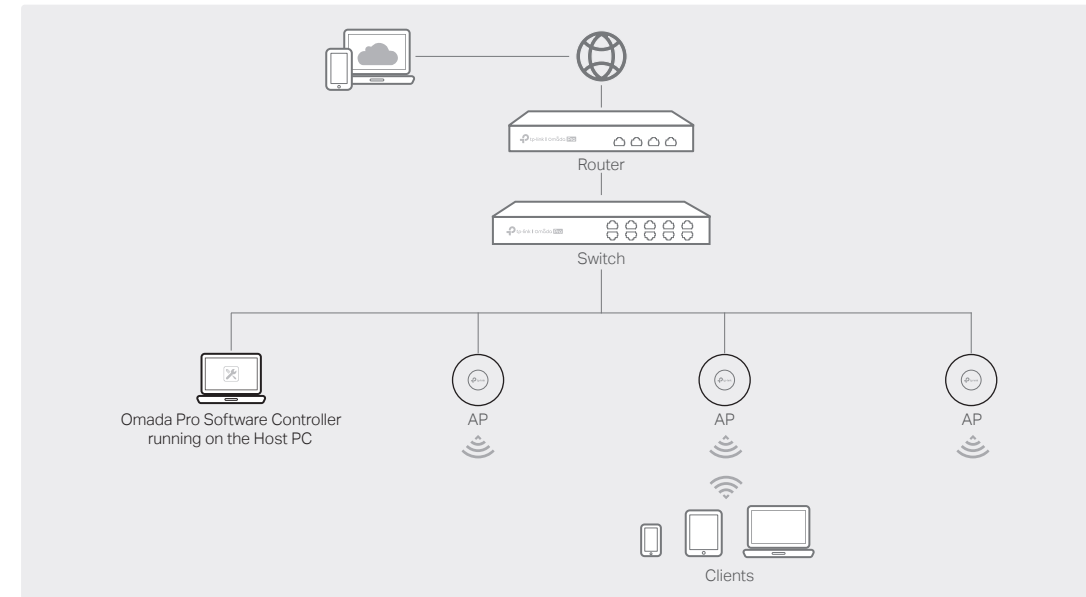 Router
Switch
Omada Pro Software Controller
running on the Host PC
AP
AP
AP
Clients